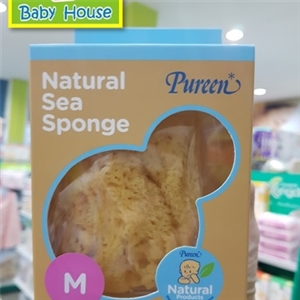 Baby House
Natural
Sea
Sponge
Pureen
M
Pureen
Natural
Products